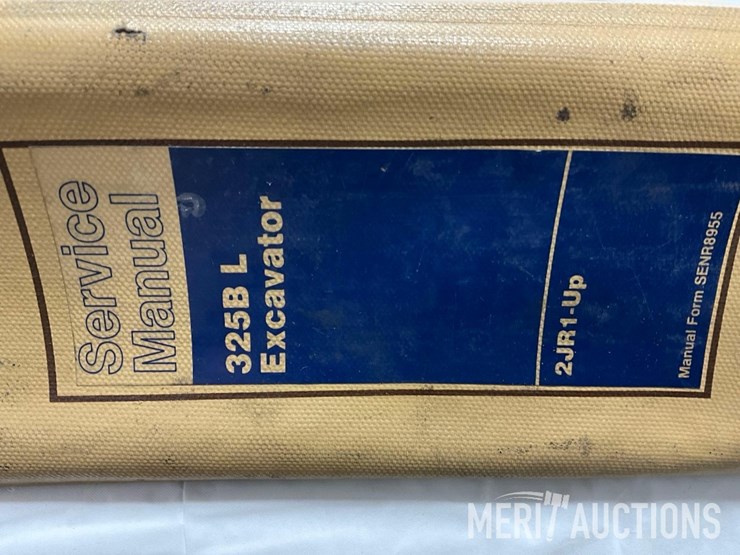 Service
Manual
325B L
Excavator
2JR1-Up
Manual Form SENR8955
MERIT AUCTIONS